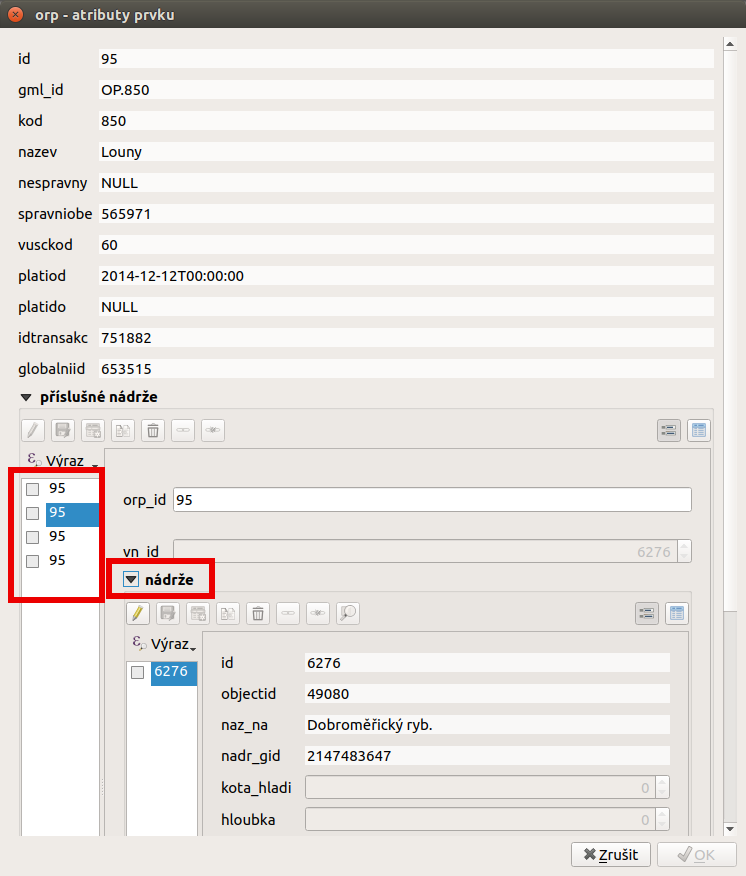 orp - atributy prvku
id 95
gml_id OP.850
kod 850
nazev Louny
nespravny NULL
spravniobe 565971
vusckod 60
platiod 2014-12-12T00:00:00
platido NULL
idtransakc 751882
globalniid 653515
příslušné nádrže
Výraz
95
95
95
95
orp_id 95
vn_id 6276
nádrže
Výraz
6276
id 6276
objectid 49080
naz_na Dobroměřický ryb.
nadr_gid 2147483647
kota_hladi 0
hloubka 0
Zrušit
OK